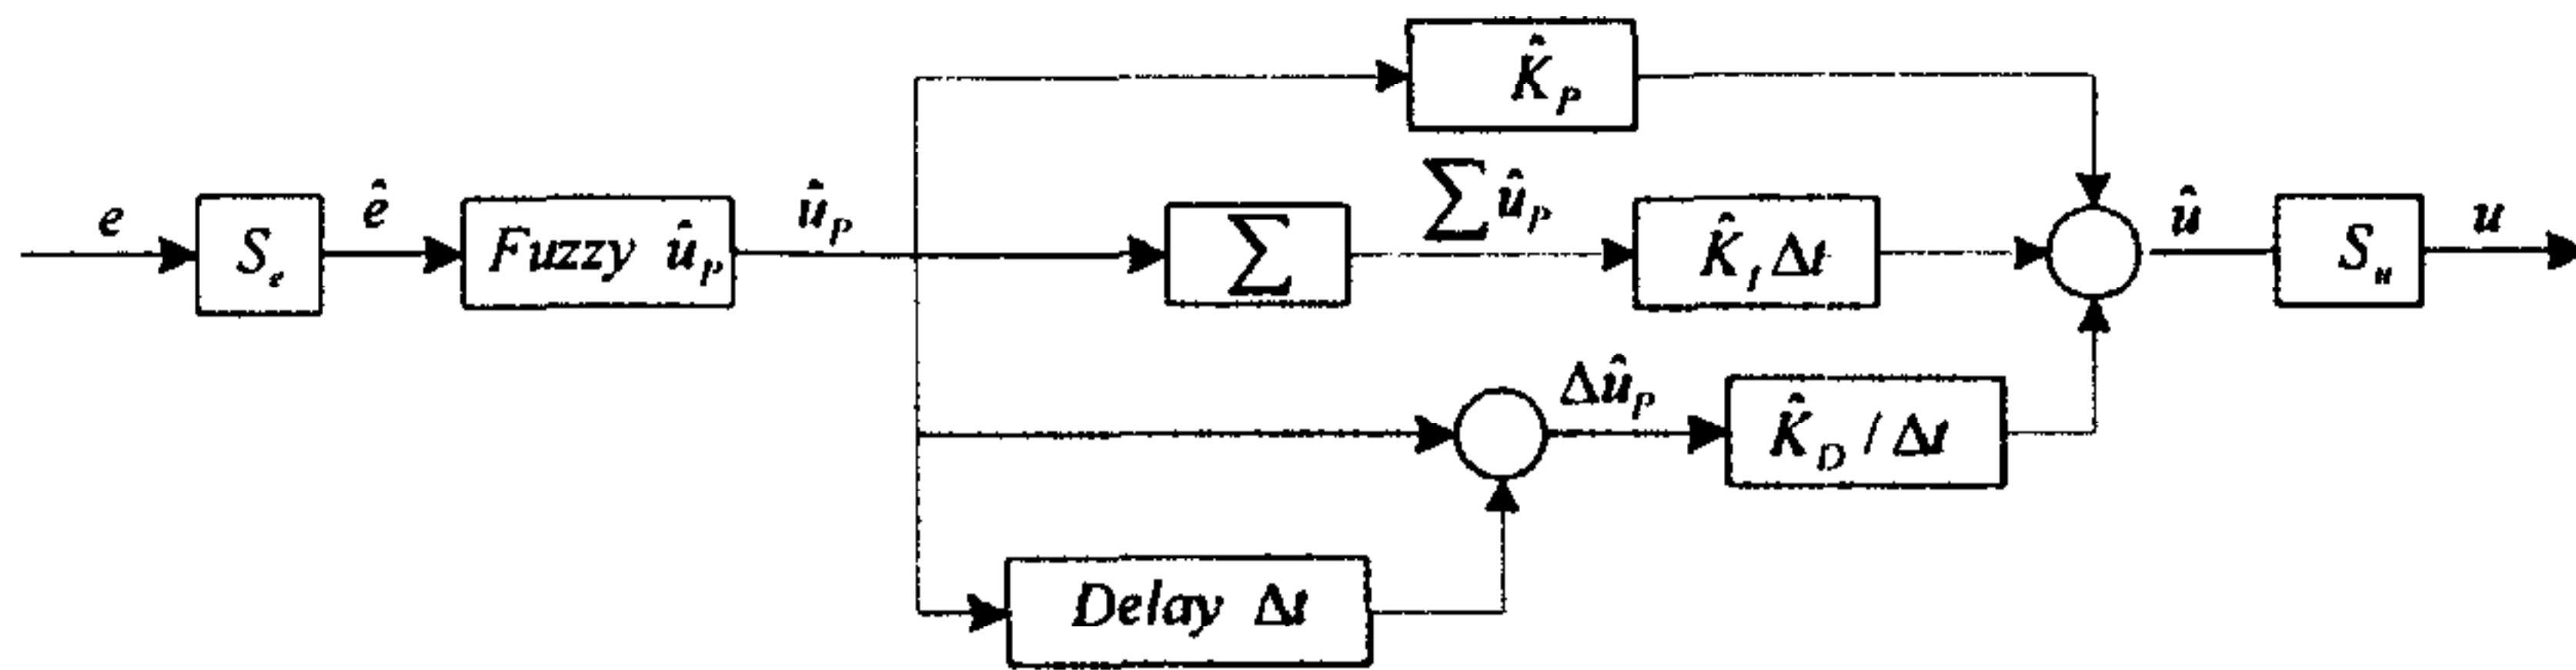 K̂_P
e
S_e
ê
Fuzzy û_P
û_P
∑
∑û_P
K̂_I Δt
û
S_u
u
Δû_P
K̂_D / Δt
Delay Δt